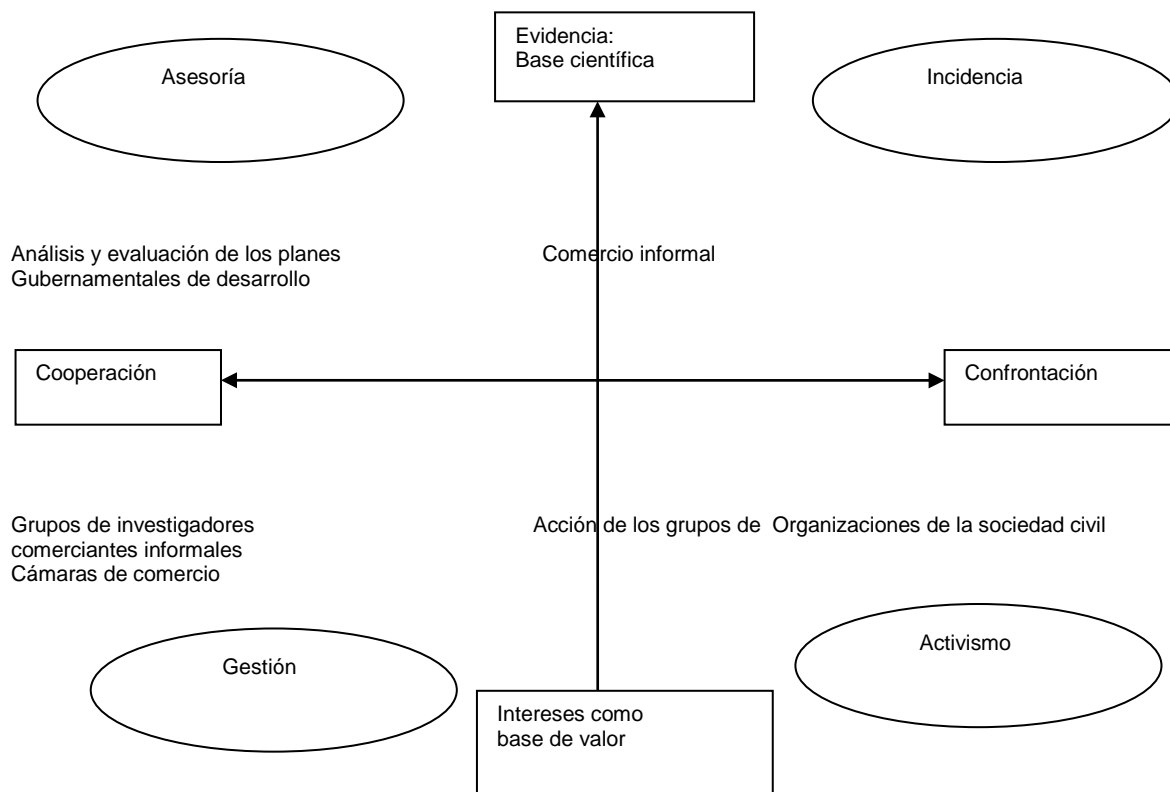 Evidencia:
Base científica
Asesoría
Incidencia
Análisis y evaluación de los planes
Gubernamentales de desarrollo
Comercio informal
Cooperación
Confrontación
Grupos de investigadores
comerciantes informales
Cámaras de comercio
Acción de los grupos de  Organizaciones de la sociedad civil
Gestión
Activismo
Intereses como
base de valor